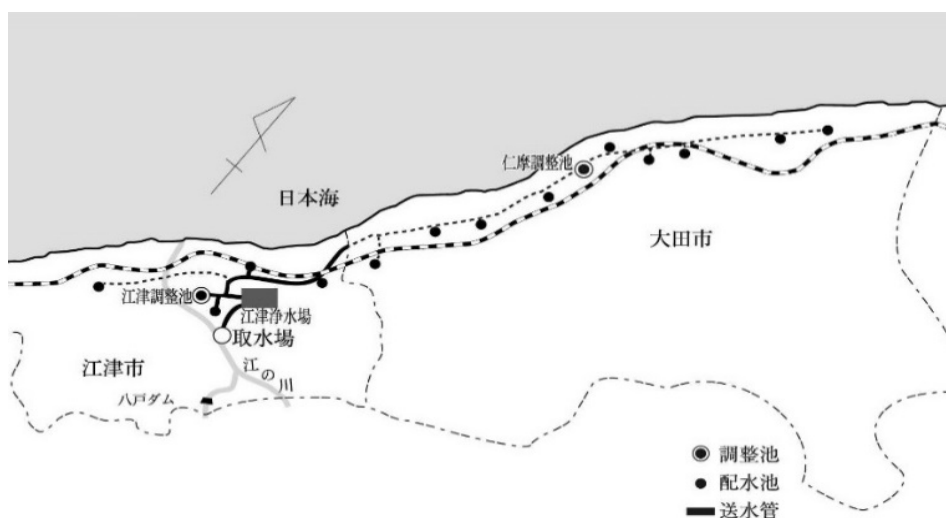 日本海
仁摩調整池
大田市
江津調整池
江津浄水場
取水場
江津市
江の川
八戸ダム
調整池
配水池
送水管